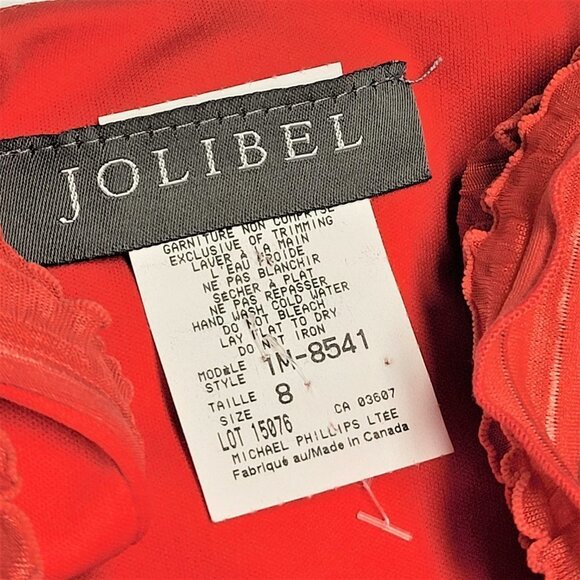 JOLIBEL
GARNITURE NON COMPRISE
EXCLUSIVE OF TRIMMING
LAVER A LA MAIN
L'EAU FROIDE
NE PAS BLANCHIR
SECHER A PLAT
NE PAS REPASSER
HAND WASH COLD WATER
DO NOT BLEACH
LAY FLAT TO DRY
DO NOT IRON
MODÈLE
STYLE 1M-8541
TAILLE
SIZE 8
LOT 15076 CA 03607
MICHAEL PHILLIPS LTÉE
Fabriqué au/Made in Canada